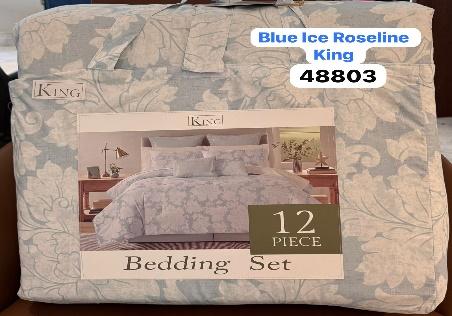 Blue Ice Roseline
King
48803
KING
KING
12
PIECE
Bedding Set